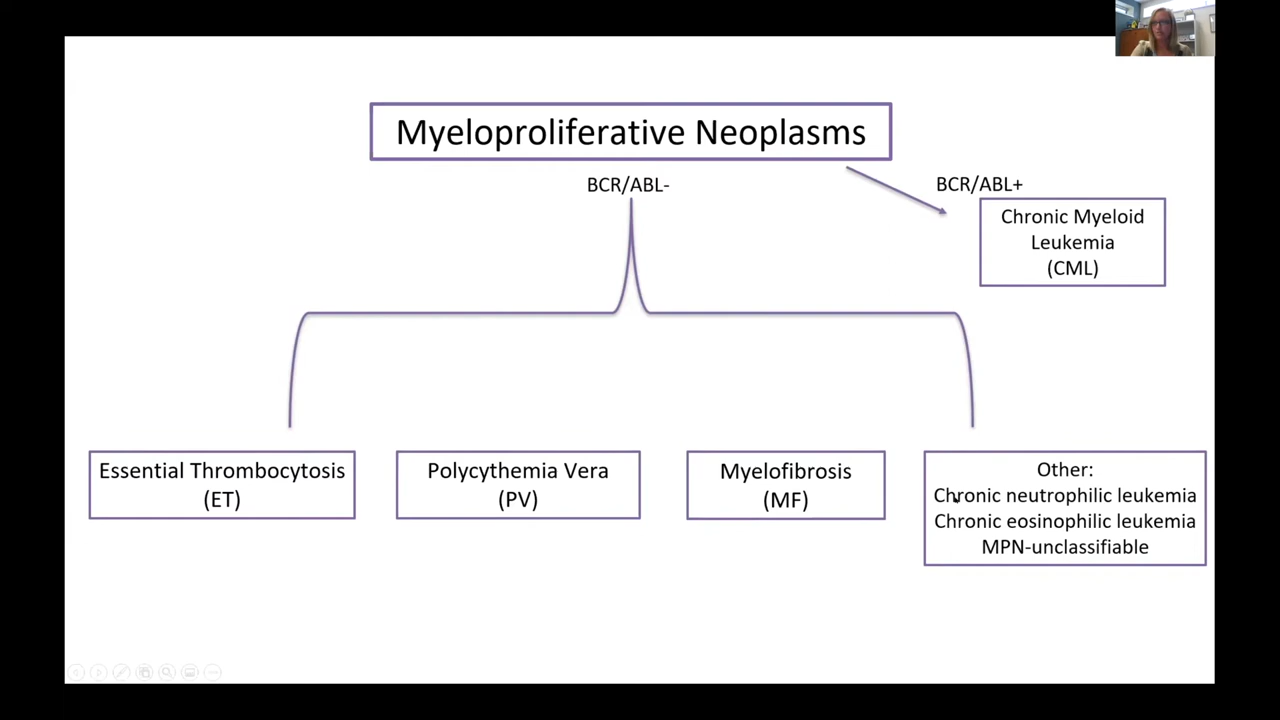 Myeloproliferative Neoplasms
BCR/ABL-
BCR/ABL+
Chronic Myeloid
Leukemia
(CML)
Essential Thrombocytosis
(ET)
Polycythemia Vera
(PV)
Myelofibrosis
(MF)
Other:
Chronic neutrophilic leukemia
Chronic eosinophilic leukemia
MPN-unclassifiable